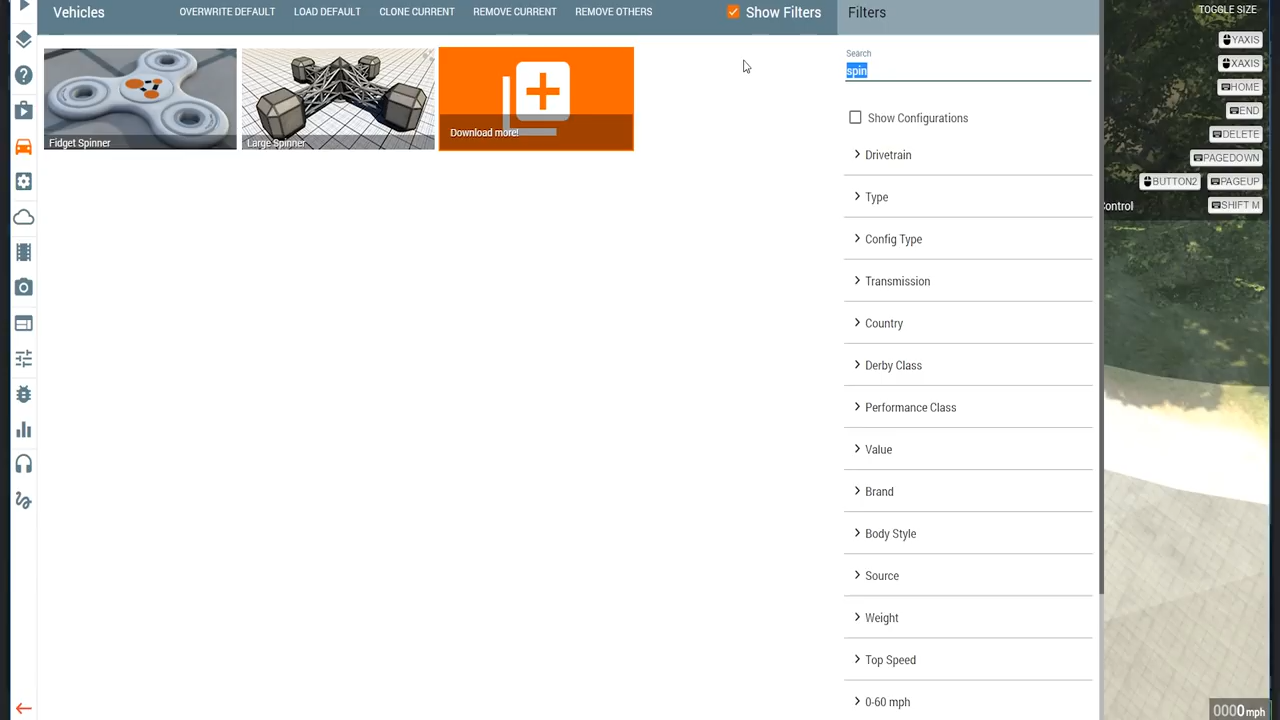 Vehicles
OVERWRITE DEFAULT
LOAD DEFAULT
CLONE CURRENT
REMOVE CURRENT
REMOVE OTHERS
Show Filters
Filters
TOGGLE SIZE
Search
spin
Fidget Spinner
Large Spinner
Download more!
Show Configurations
Drivetrain
Type
Config Type
Transmission
Country
Derby Class
Performance Class
Value
Brand
Body Style
Source
Weight
Top Speed
0-60 mph
YAXIS
XAXIS
HOME
END
DELETE
PAGEDOWN
BUTTON2 PAGEUP
Control SHIFT M
0000 mph